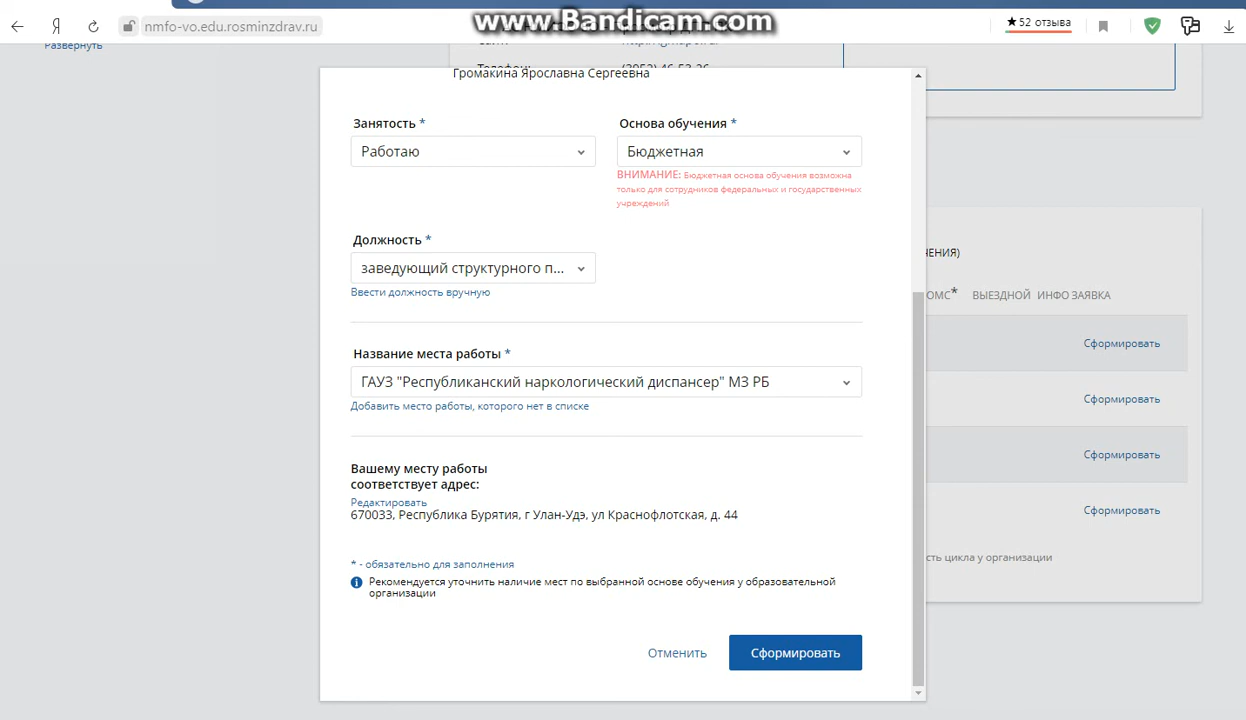 www.Bandicam.com
nmfo-vo.edu.rosminzdrav.ru
★52 отзыва
Развернуть
Громакина Ярославна Сергеевна
Занятость *
Основа обучения *
Работаю
Бюджетная
ВНИМАНИЕ: Бюджетная основа обучения возможна
только для сотрудников федеральных и государственных
учреждений
Должность *
заведующий структурного п...
Ввести должность вручную
Название места работы *
ГАУЗ "Республиканский наркологический диспансер" МЗ РБ
Добавить место работы, которого нет в списке
Вашему месту работы
соответствует адрес:
Редактировать
670033, Республика Бурятия, г Улан-Удэ, ул Краснофлотская, д. 44
* - обязательно для заполнения
Рекомендуется уточнить наличие мест по выбранной основе обучения у образовательной
организации
Отменить
Сформировать
ЧЕНИЯ)
ОМС* ВЫЕЗДНОЙ ИНФО ЗАЯВКА
Сформировать
Сформировать
Сформировать
Сформировать
сть цикла у организации